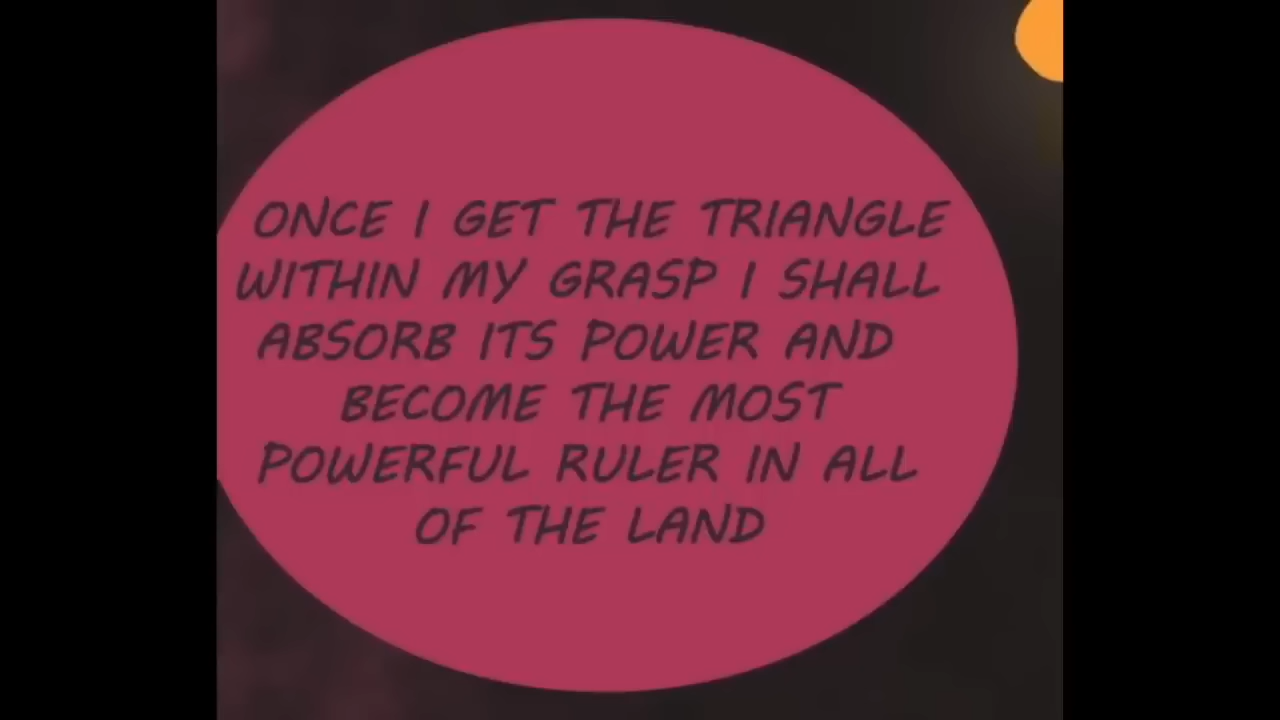 ONCE I GET THE TRIANGLE
WITHIN MY GRASP I SHALL
ABSORB ITS POWER AND
BECOME THE MOST
POWERFUL RULER IN ALL
OF THE LAND